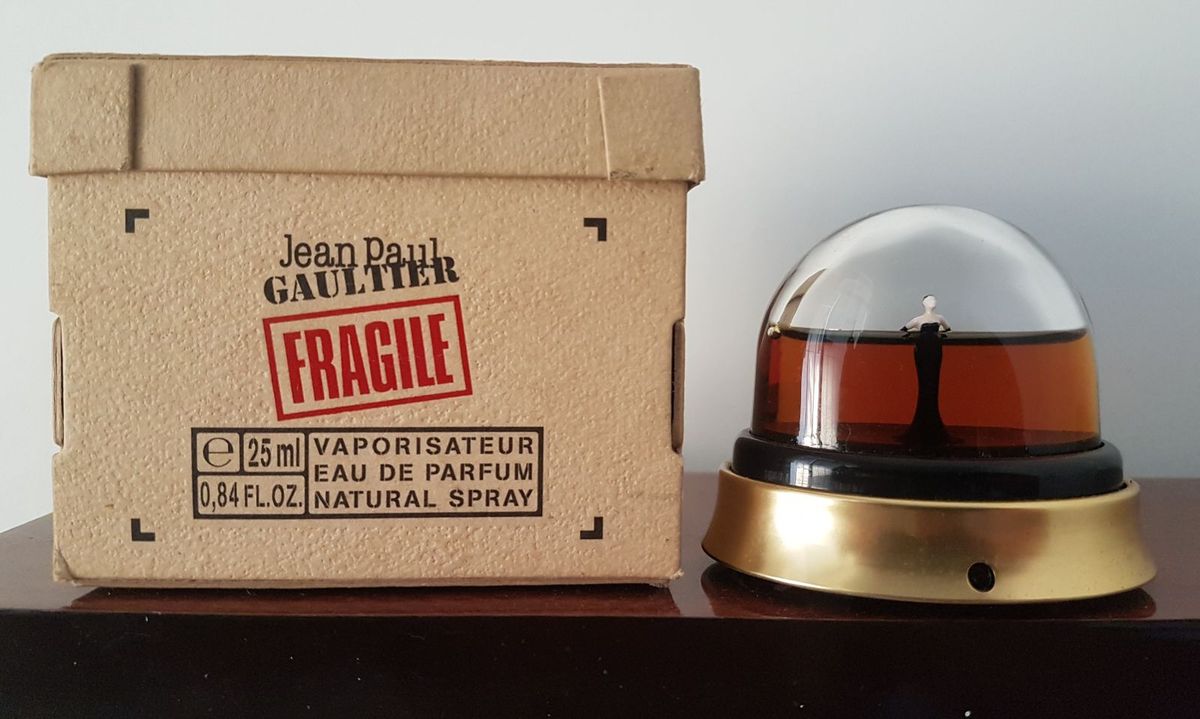 Jean Paul
GAULTIER
FRAGILE
℮ 25 ml
0,84 FL.OZ.
VAPORISATEUR
EAU DE PARFUM
NATURAL SPRAY